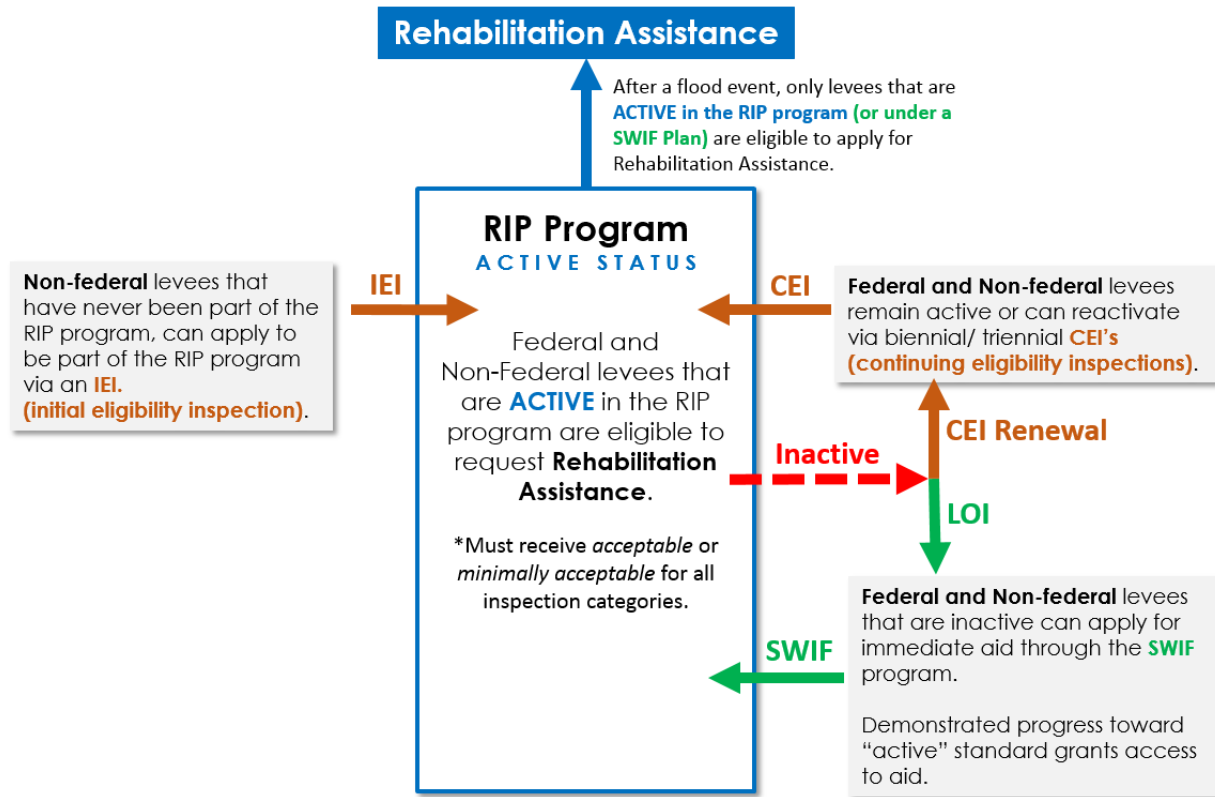 Rehabilitation Assistance
After a flood event, only levees that are
ACTIVE in the RIP program (or under a
SWIF Plan) are eligible to apply for
Rehabilitation Assistance.
RIP Program
ACTIVE STATUS
Non-federal levees that
have never been part of the
RIP program, can apply to
be part of the RIP program
via an IEI.
(initial eligibility inspection).
IEI
CEI
Federal and Non-federal levees
remain active or can reactivate
via biennial/ triennial CEI's
(continuing eligibility inspections).
Federal and
Non-Federal levees that
are ACTIVE in the RIP
program are eligible to
request Rehabilitation
Assistance.
*Must receive acceptable or
minimally acceptable for all
inspection categories.
Inactive
CEI Renewal
LOI
SWIF
Federal and Non-federal levees
that are inactive can apply for
immediate aid through the SWIF
program.
Demonstrated progress toward
“active” standard grants access
to aid.